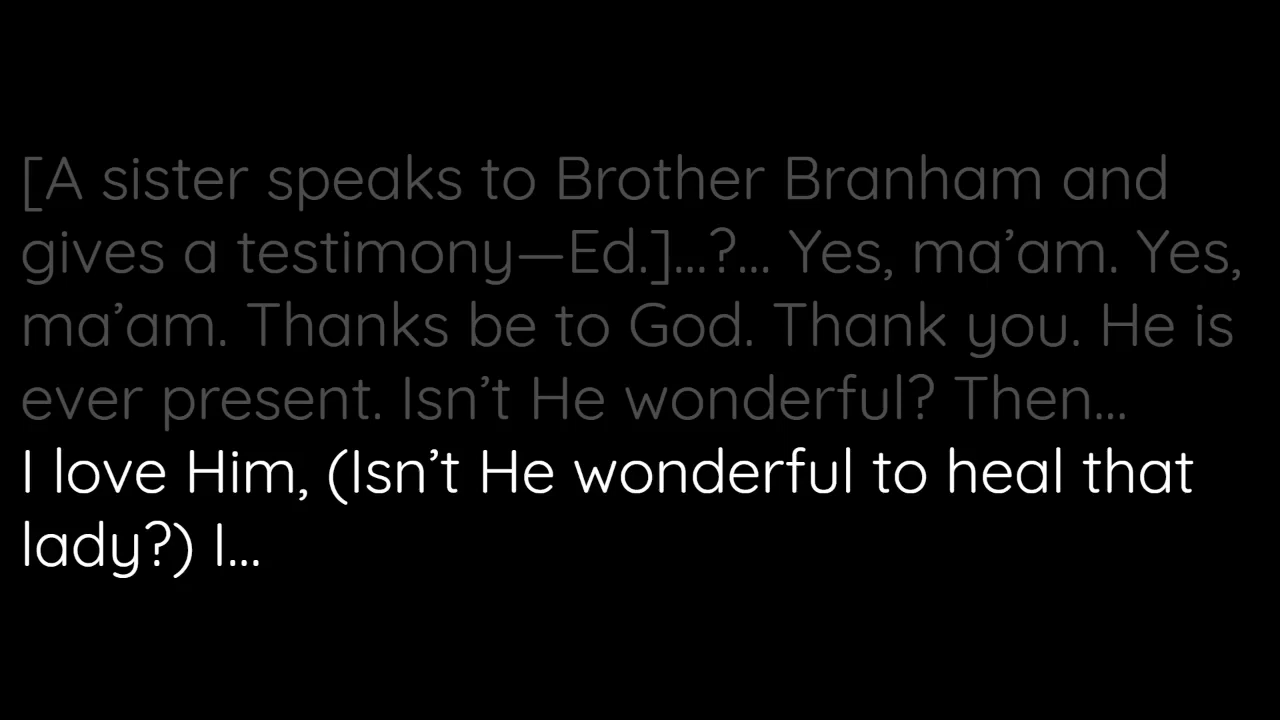 [A sister speaks to Brother Branham and
gives a testimony—Ed.]...?... Yes, ma’am. Yes,
ma’am. Thanks be to God. Thank you. He is
ever present. Isn’t He wonderful? Then...
I love Him, (Isn’t He wonderful to heal that
lady?) I...